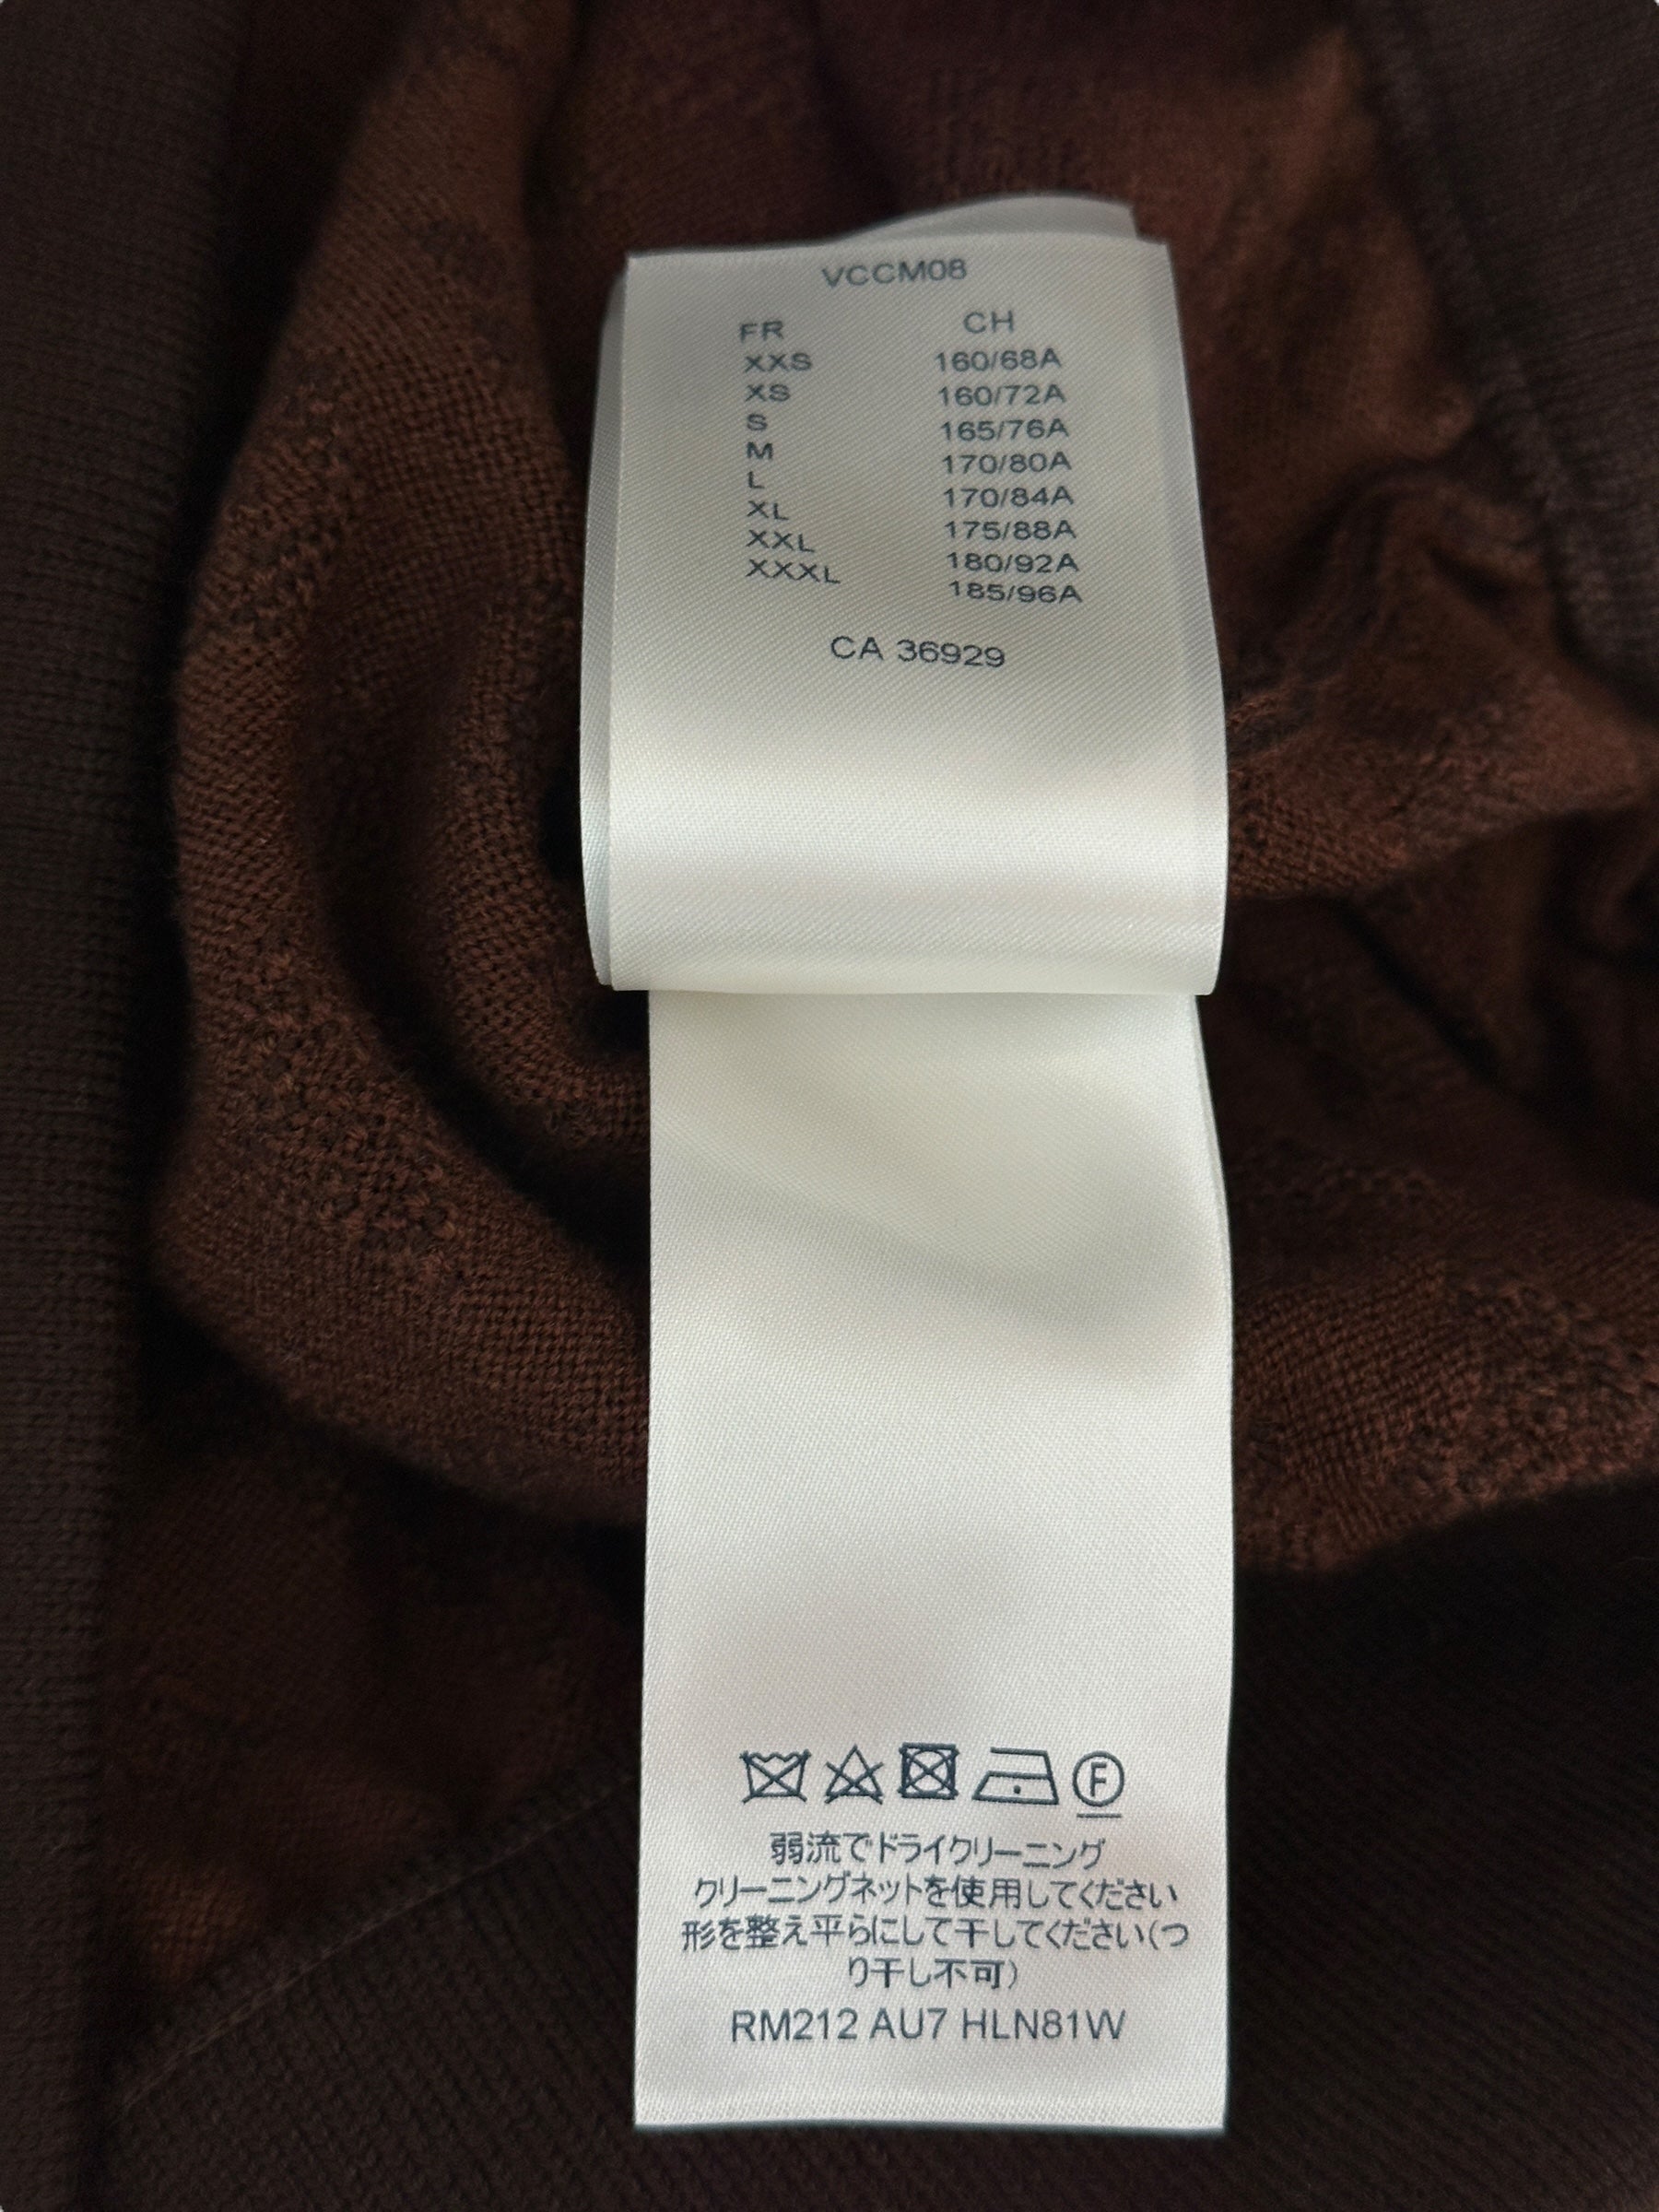 VCCM08
FR CH
XXS 160/68A
XS 160/72A
S 165/76A
M 170/80A
L 170/84A
XL 175/88A
XXL 180/92A
XXXL 185/96A
CA 36929
F
弱流でドライクリーニング
クリーニングネットを使用してください
形を整え平らにして干してください(つ
り干し不可)
RM212 AU7 HLN81W